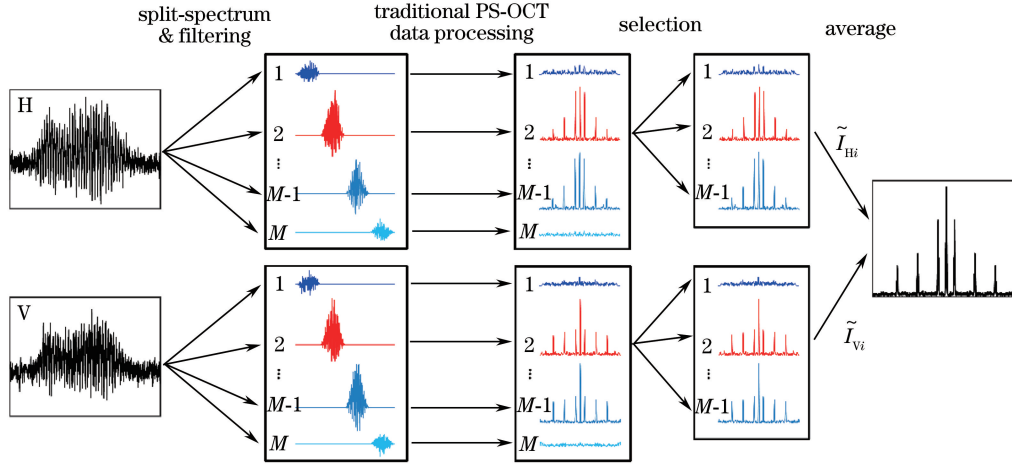 split-spectrum
& filtering
traditional PS-OCT
data processing
selection
average
H
1
2
...
M-1
M
1
2
...
M-1
M
1
2
...
M-1
Ĩ_Hi
V
1
2
...
M-1
M
1
2
...
M-1
M
1
2
...
M-1
Ĩ_Vi